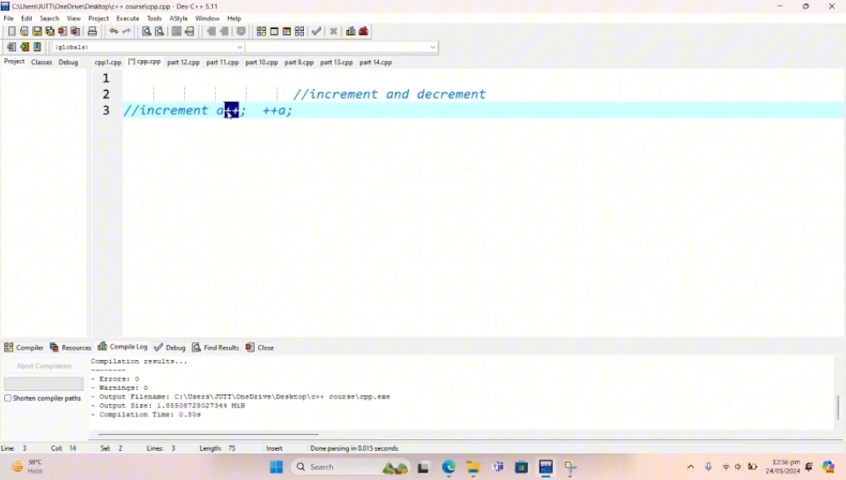 C:\Users\JUTT\OneDrive\Desktop\c++ course\cpp.cpp - Dev-C++ 5.11
File Edit Search View Project Execute Tools AStyle Window Help
(globals)
Project Classes Debug cpp1.cpp [*] cpp.cpp part 12.cpp part 11.cpp part 10.cpp part 8.cpp part 13.cpp part 14.cpp
1
2 //increment and decrement
3 //increment a++; ++a;
Compiler Resources Compile Log Debug Find Results Close
Abort Compilation
Shorten compiler paths
Compilation results...
--------
- Errors: 0
- Warnings: 0
- Output Filename: C:\Users\JUTT\OneDrive\Desktop\c++ course\cpp.exe
- Output Size: 1.85508728027344 MiB
- Compilation Time: 0.80s
Line: 3 Col: 14 Sel: 2 Lines: 3 Length: 75 Insert Done parsing in 0.015 seconds
38°C
Haze
Search
12:56 pm
24/05/2024